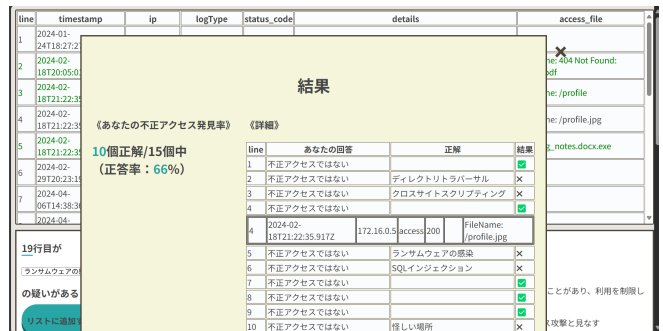 line timestamp ip logType status_code details access_file
1 2024-01-
24T18:27:2
2 2024-02-
18T20:05:0 me: 404 Not Found:
3 2024-02-
18T21:22:3 me: /profile
4 2024-02-
18T21:22:3 me: /profile.jpg
5 2024-02-
18T21:22:3 g_notes.docx.exe
6 2024-02-
29T20:23:1
7 2024-04-
06T14:38:3
2024-04-
×
結果
《あなたの不正アクセス発見率》
10個正解/15個中
(正答率:66%)
《詳細》
line あなたの回答 正解 結果
1 不正アクセスではない ✅
2 不正アクセスではない ディレクトリトラバーサル ×
3 不正アクセスではない クロスサイトスクリプティング ×
4 不正アクセスではない ✅
4 2024-02-
18T21:22:35.917Z 172.16.0.5 access 200 FileName:
/profile.jpg
5 不正アクセスではない ランサムウェアの感染 ×
6 不正アクセスではない SQLインジェクション ×
7 不正アクセスではない ✅
8 不正アクセスではない ✅
9 不正アクセスではない ✅
10 不正アクセスではない 怪しい場所 ×
19行目が
ランサムウェアの
の疑いがある
リストに追加
ことがあり、利用を制限し
ス攻撃と見なす